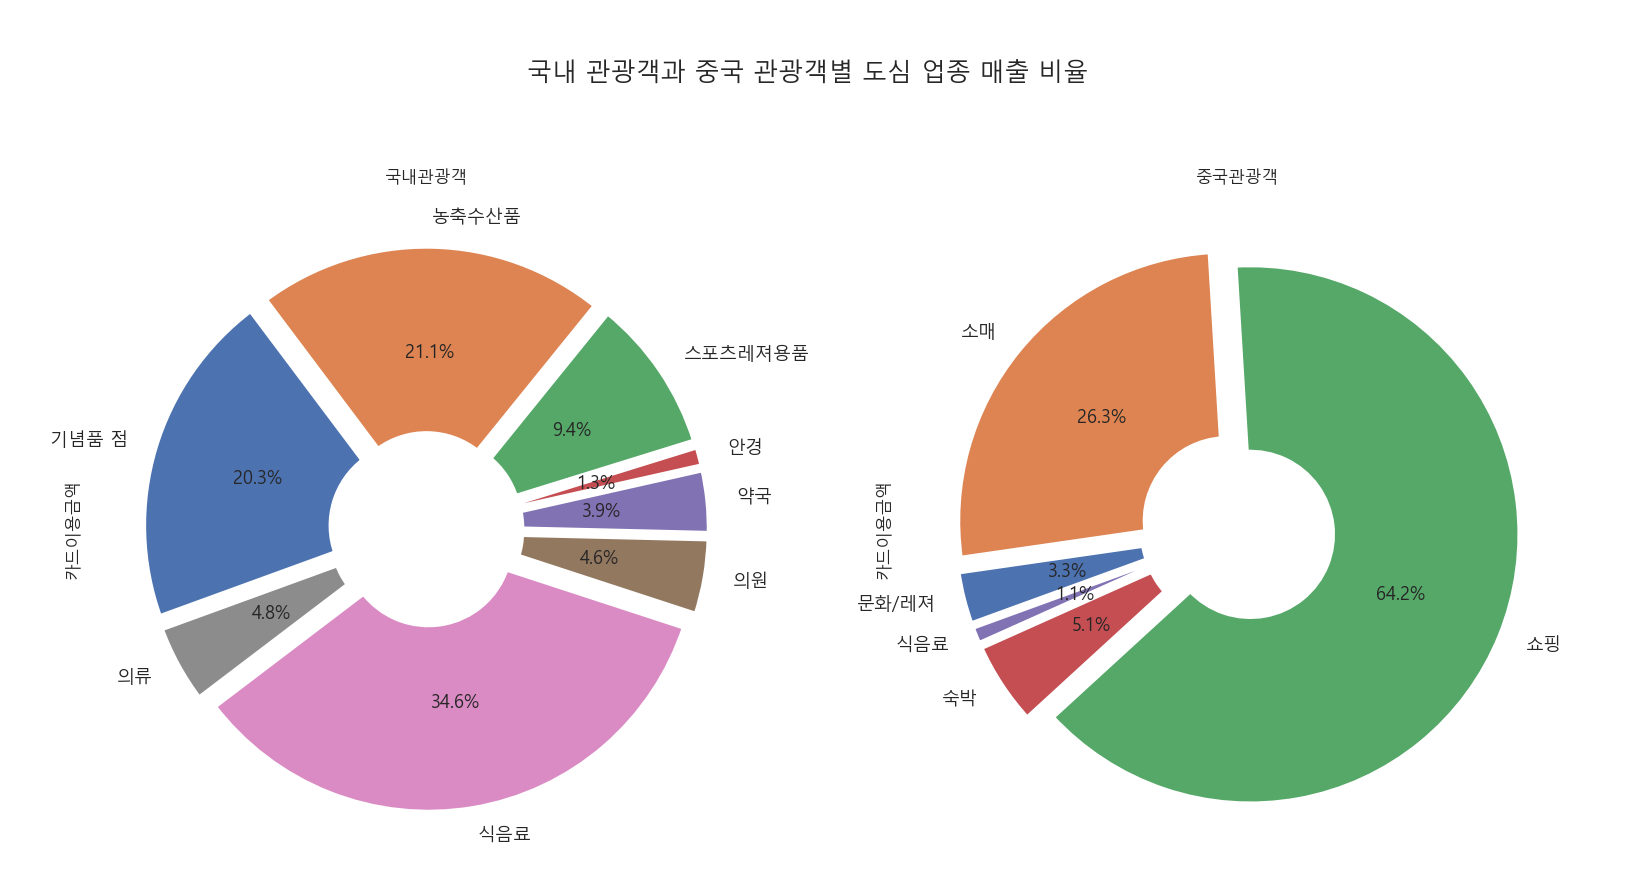 국내 관광객과 중국 관광객별 도심 업종 매출 비율
국내관광객
농축수산품
21.1%
스포츠레져용품
9.4%
기념품 점
20.3%
안경
1.3%
약국
3.9%
카드이용금액
4.6%
의원
4.8%
의류
34.6%
식음료
중국관광객
소매
26.3%
카드이용금액
3.3%
문화/레져
1.1%
식음료
5.1%
숙박
64.2%
쇼핑